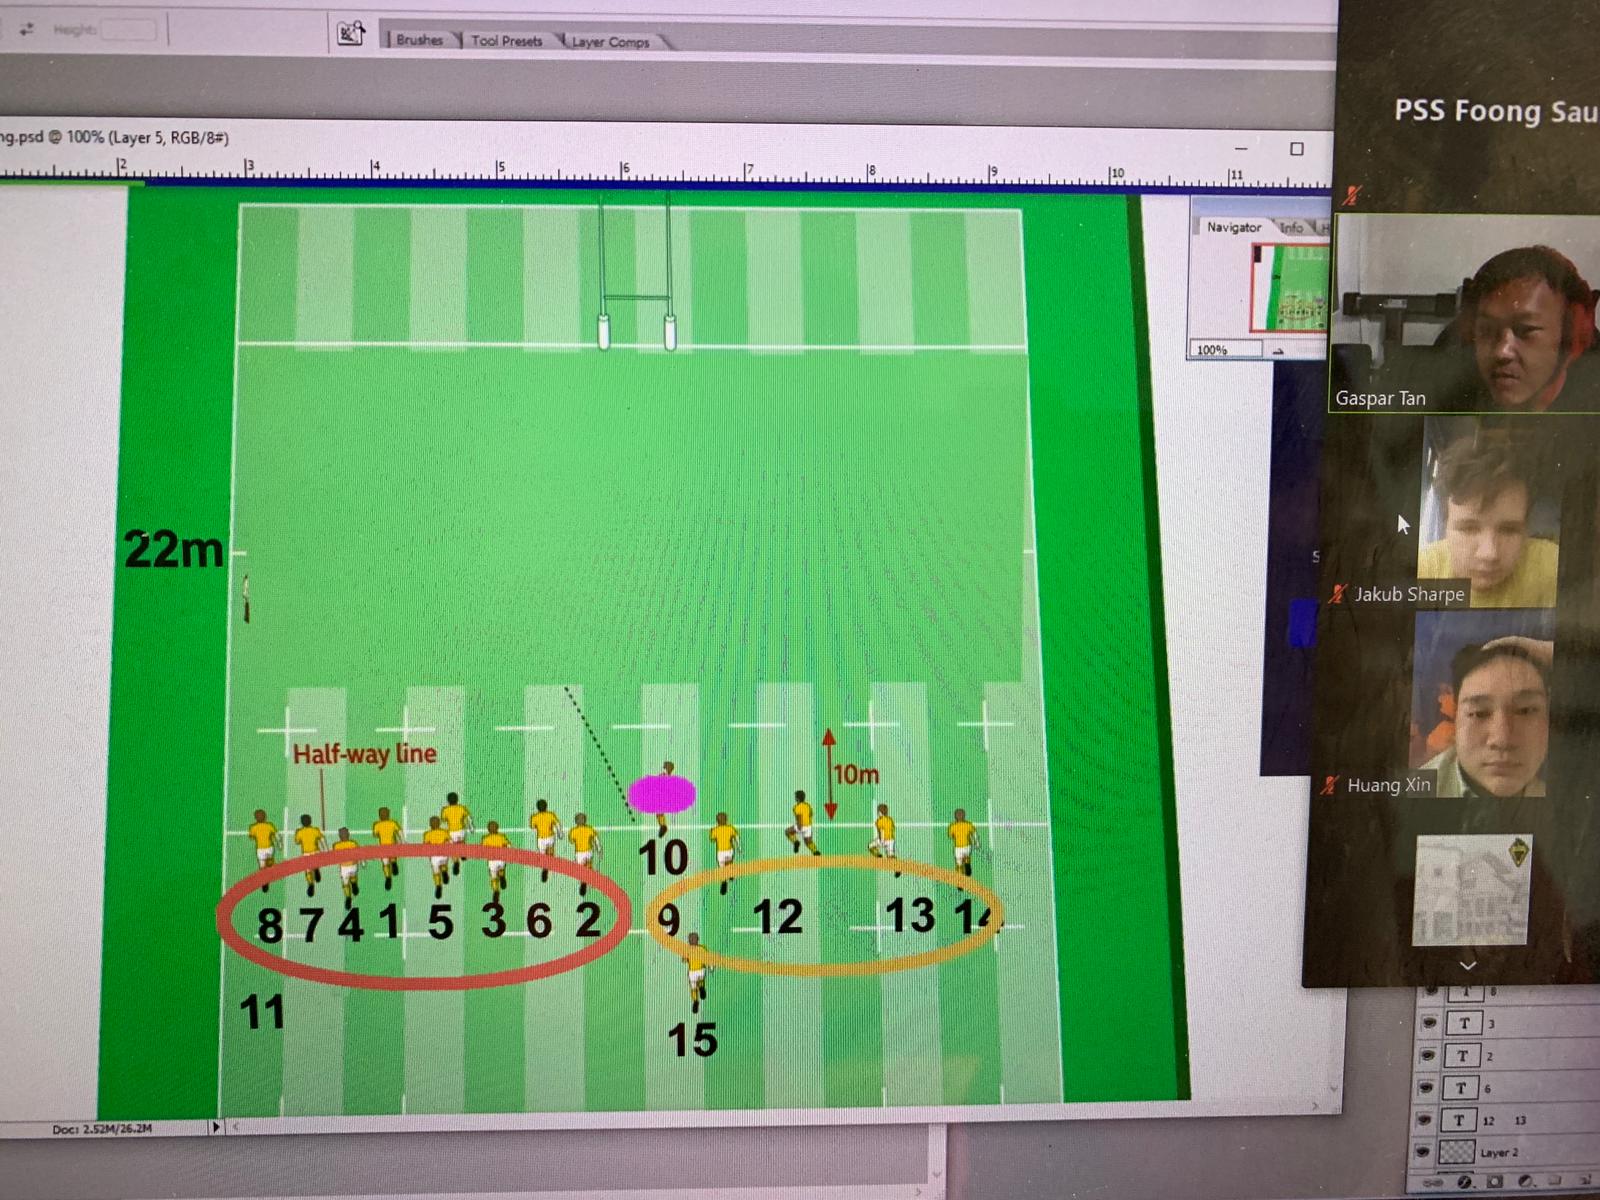 Height:
Brushes
Tool Presets
Layer Comps
ng.psd @ 100% (Layer 5, RGB/8#)
2 3 4 5 6 7 8 9 10 11
PSS Foong Sau
Navigator
Info
H
100%
Gaspar Tan
22m
Jakub Sharpe
Half-way line
10m
Huang Xin
10
8 7 4 1 5 3 6 2 9 12 13 14
11
15
8
T 3
T 2
T 6
T 12 13
Layer 2
Doc: 2.52M/26.2M